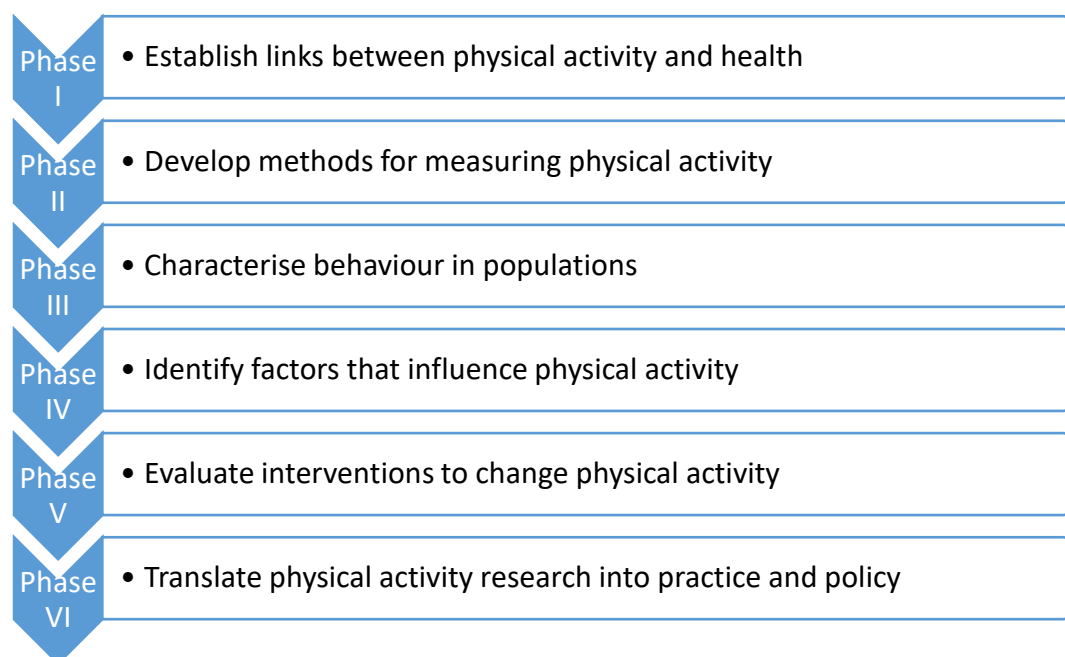 Phase
I
• Establish links between physical activity and health
Phase
II
• Develop methods for measuring physical activity
Phase
III
• Characterise behaviour in populations
Phase
IV
• Identify factors that influence physical activity
Phase
V
• Evaluate interventions to change physical activity
Phase
VI
• Translate physical activity research into practice and policy